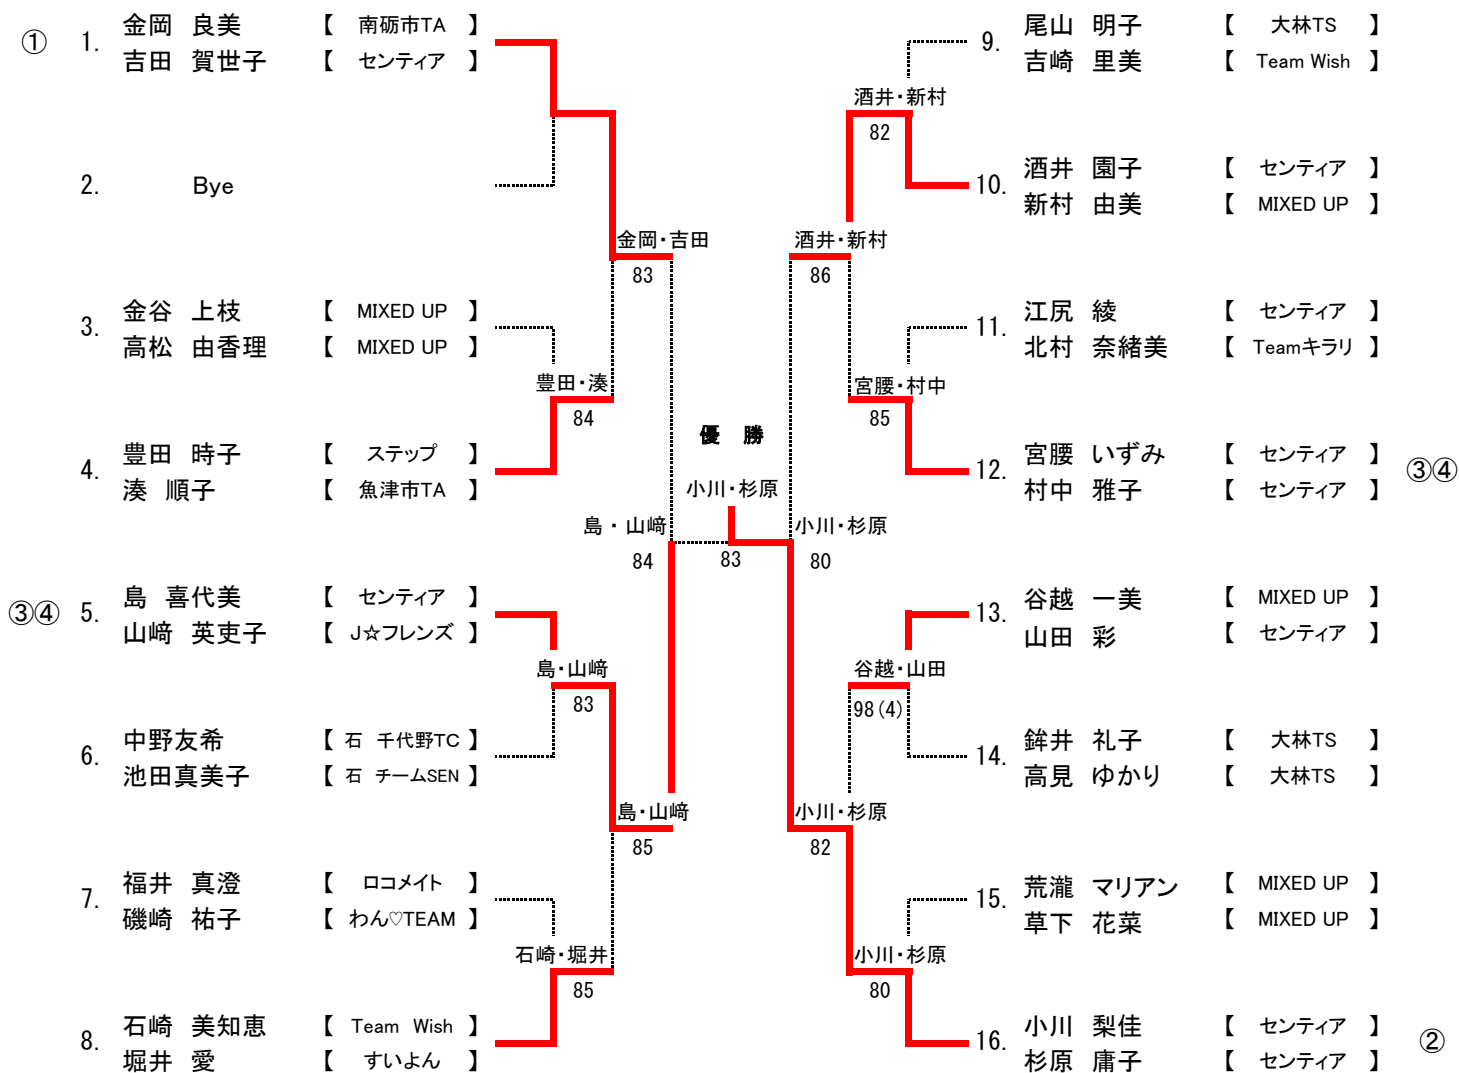 ① 1. 金岡 良美 【 南砺市TA 】
吉田 賀世子 【 センティア 】
2. Bye
金岡・吉田
83
3. 金谷 上枝 【 MIXED UP 】
高松 由香理 【 MIXED UP 】
豊田・湊
84
4. 豊田 時子 【 ステップ 】
湊 順子 【 魚津市TA 】
島・山﨑
84
③④ 5. 島 喜代美 【 センティア 】
山﨑 英吏子 【 J☆フレンズ 】
島・山﨑
83
6. 中野友希 【 石 千代野TC 】
池田真美子 【 石 チームSEN 】
島・山﨑
85
7. 福井 真澄 【 ロコメイト 】
磯崎 祐子 【 わん♡TEAM 】
石崎・堀井
85
8. 石崎 美知恵 【 Team Wish 】
堀井 愛 【 すいよん 】
優 勝
小川・杉原
83
9. 尾山 明子 【 大林TS 】
吉崎 里美 【 Team Wish 】
酒井・新村
82
10. 酒井 園子 【 センティア 】
新村 由美 【 MIXED UP 】
酒井・新村
86
11. 江尻 綾 【 センティア 】
北村 奈緒美 【 Teamキラリ 】
宮腰・村中
85
12. 宮腰 いずみ 【 センティア 】 ③④
村中 雅子 【 センティア 】
小川・杉原
80
13. 谷越 一美 【 MIXED UP 】
山田 彩 【 センティア 】
谷越・山田
98(4)
14. 鉾井 礼子 【 大林TS 】
高見 ゆかり 【 大林TS 】
小川・杉原
82
15. 荒瀧 マリアン 【 MIXED UP 】
草下 花菜 【 MIXED UP 】
小川・杉原
80
16. 小川 梨佳 【 センティア 】 ②
杉原 庸子 【 センティア 】